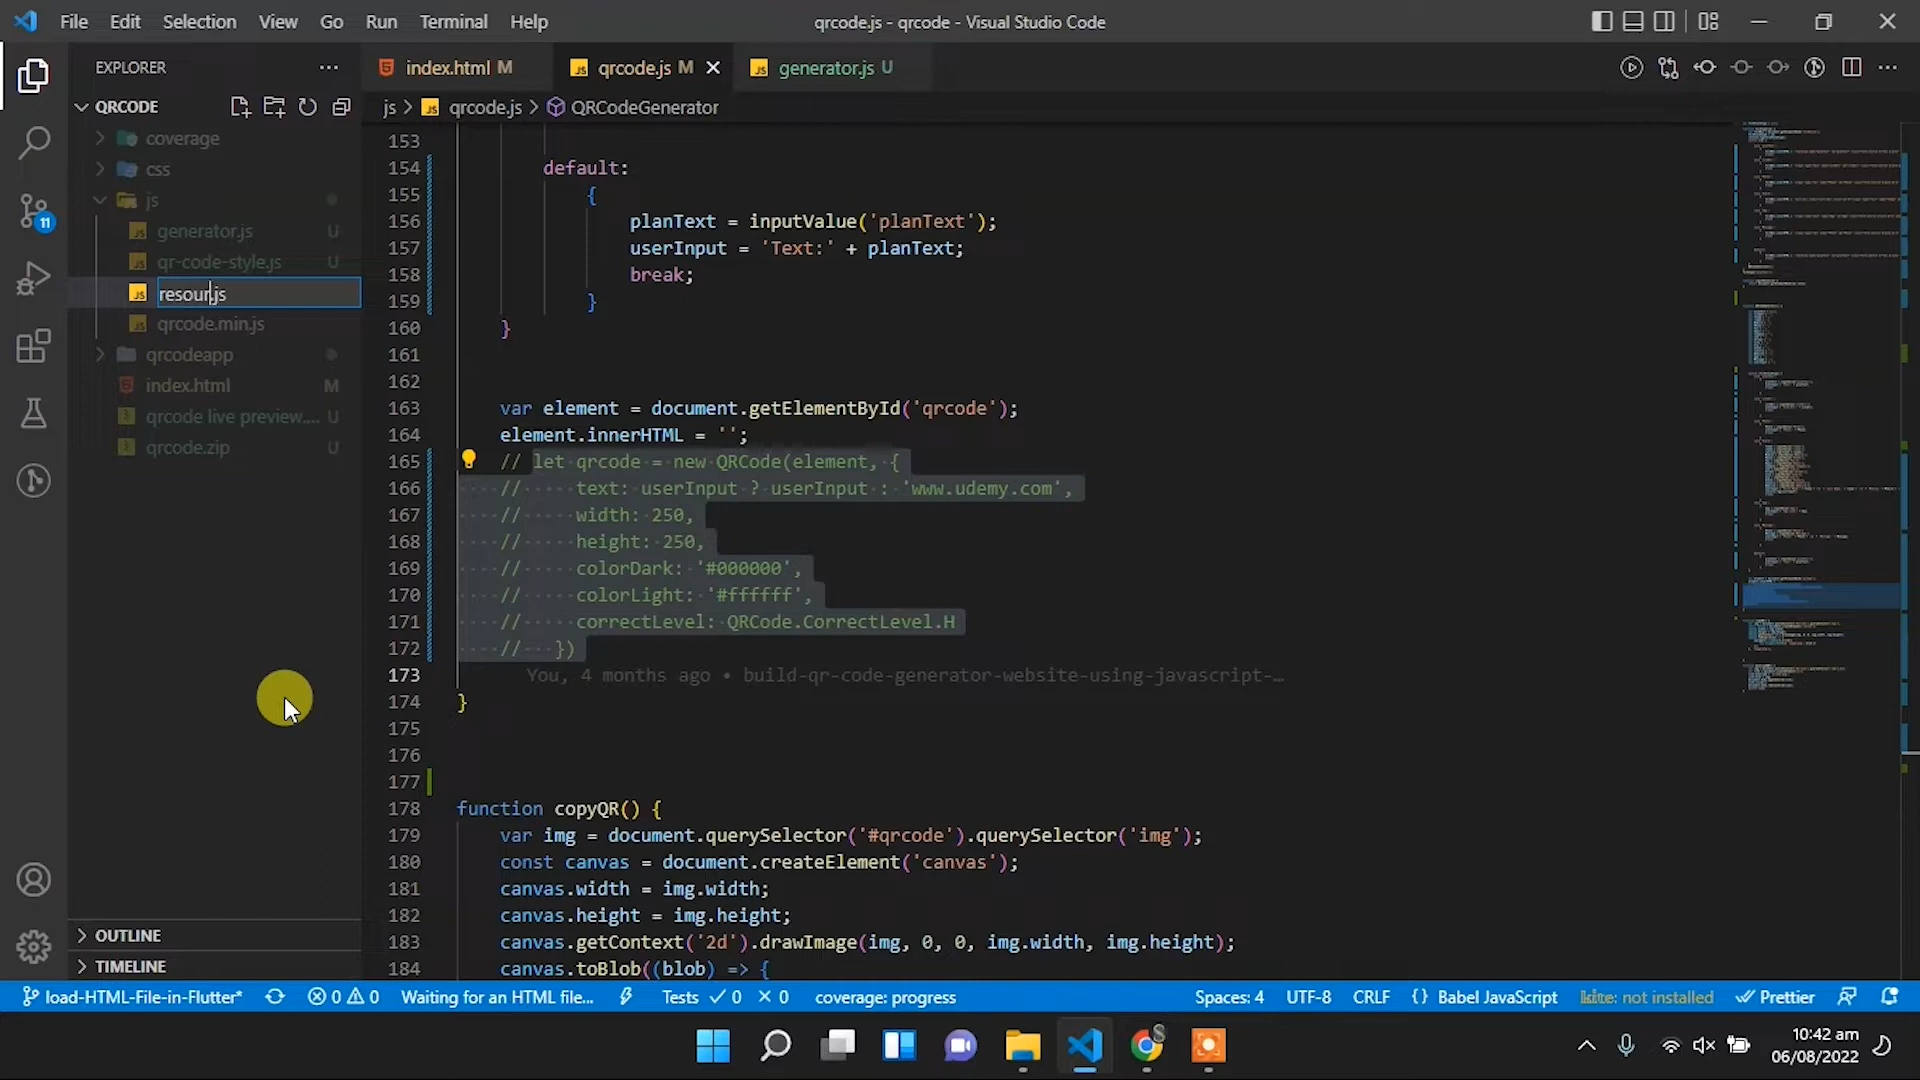 File Edit Selection View Go Run Terminal Help
qrcode.js - qrcode - Visual Studio Code
EXPLORER
index.html M
qrcode.js M
generator.js U
QRCODE
js > qrcode.js > QRCodeGenerator
coverage
css
js
generator.js U
qr-code-style.js U
resour.js
qrcode.min.js
qrcodeapp
index.html M
qrcode live preview.... U
qrcode.zip U
OUTLINE
TIMELINE
11
153
154 default:
155 {
156 planText = inputValue('planText');
157 userInput = 'Text:' + planText;
158 break;
159 }
160 }
161
162
163 var element = document.getElementById('qrcode');
164 element.innerHTML = '';
165 // let qrcode = new QRCode(element, {
166 // text: userInput ? userInput : 'www.udemy.com',
167 // width: 250,
168 // height: 250,
169 // colorDark: '#000000',
170 // colorLight: '#ffffff',
171 // correctLevel: QRCode.CorrectLevel.H
172 // })
173 You, 4 months ago • build-qr-code-generator-website-using-javascript-…
174 }
175
176
177
178 function copyQR() {
179 var img = document.querySelector('#qrcode').querySelector('img');
180 const canvas = document.createElement('canvas');
181 canvas.width = img.width;
182 canvas.height = img.height;
183 canvas.getContext('2d').drawImage(img, 0, 0, img.width, img.height);
184 canvas.toBlob((blob) => {
load-HTML-File-in-Flutter* 0 0 Waiting for an HTML file... Tests ✓ 0 × 0 coverage: progress
Spaces: 4 UTF-8 CRLF {} Babel JavaScript kite: not installed Prettier
10:42 am
06/08/2022